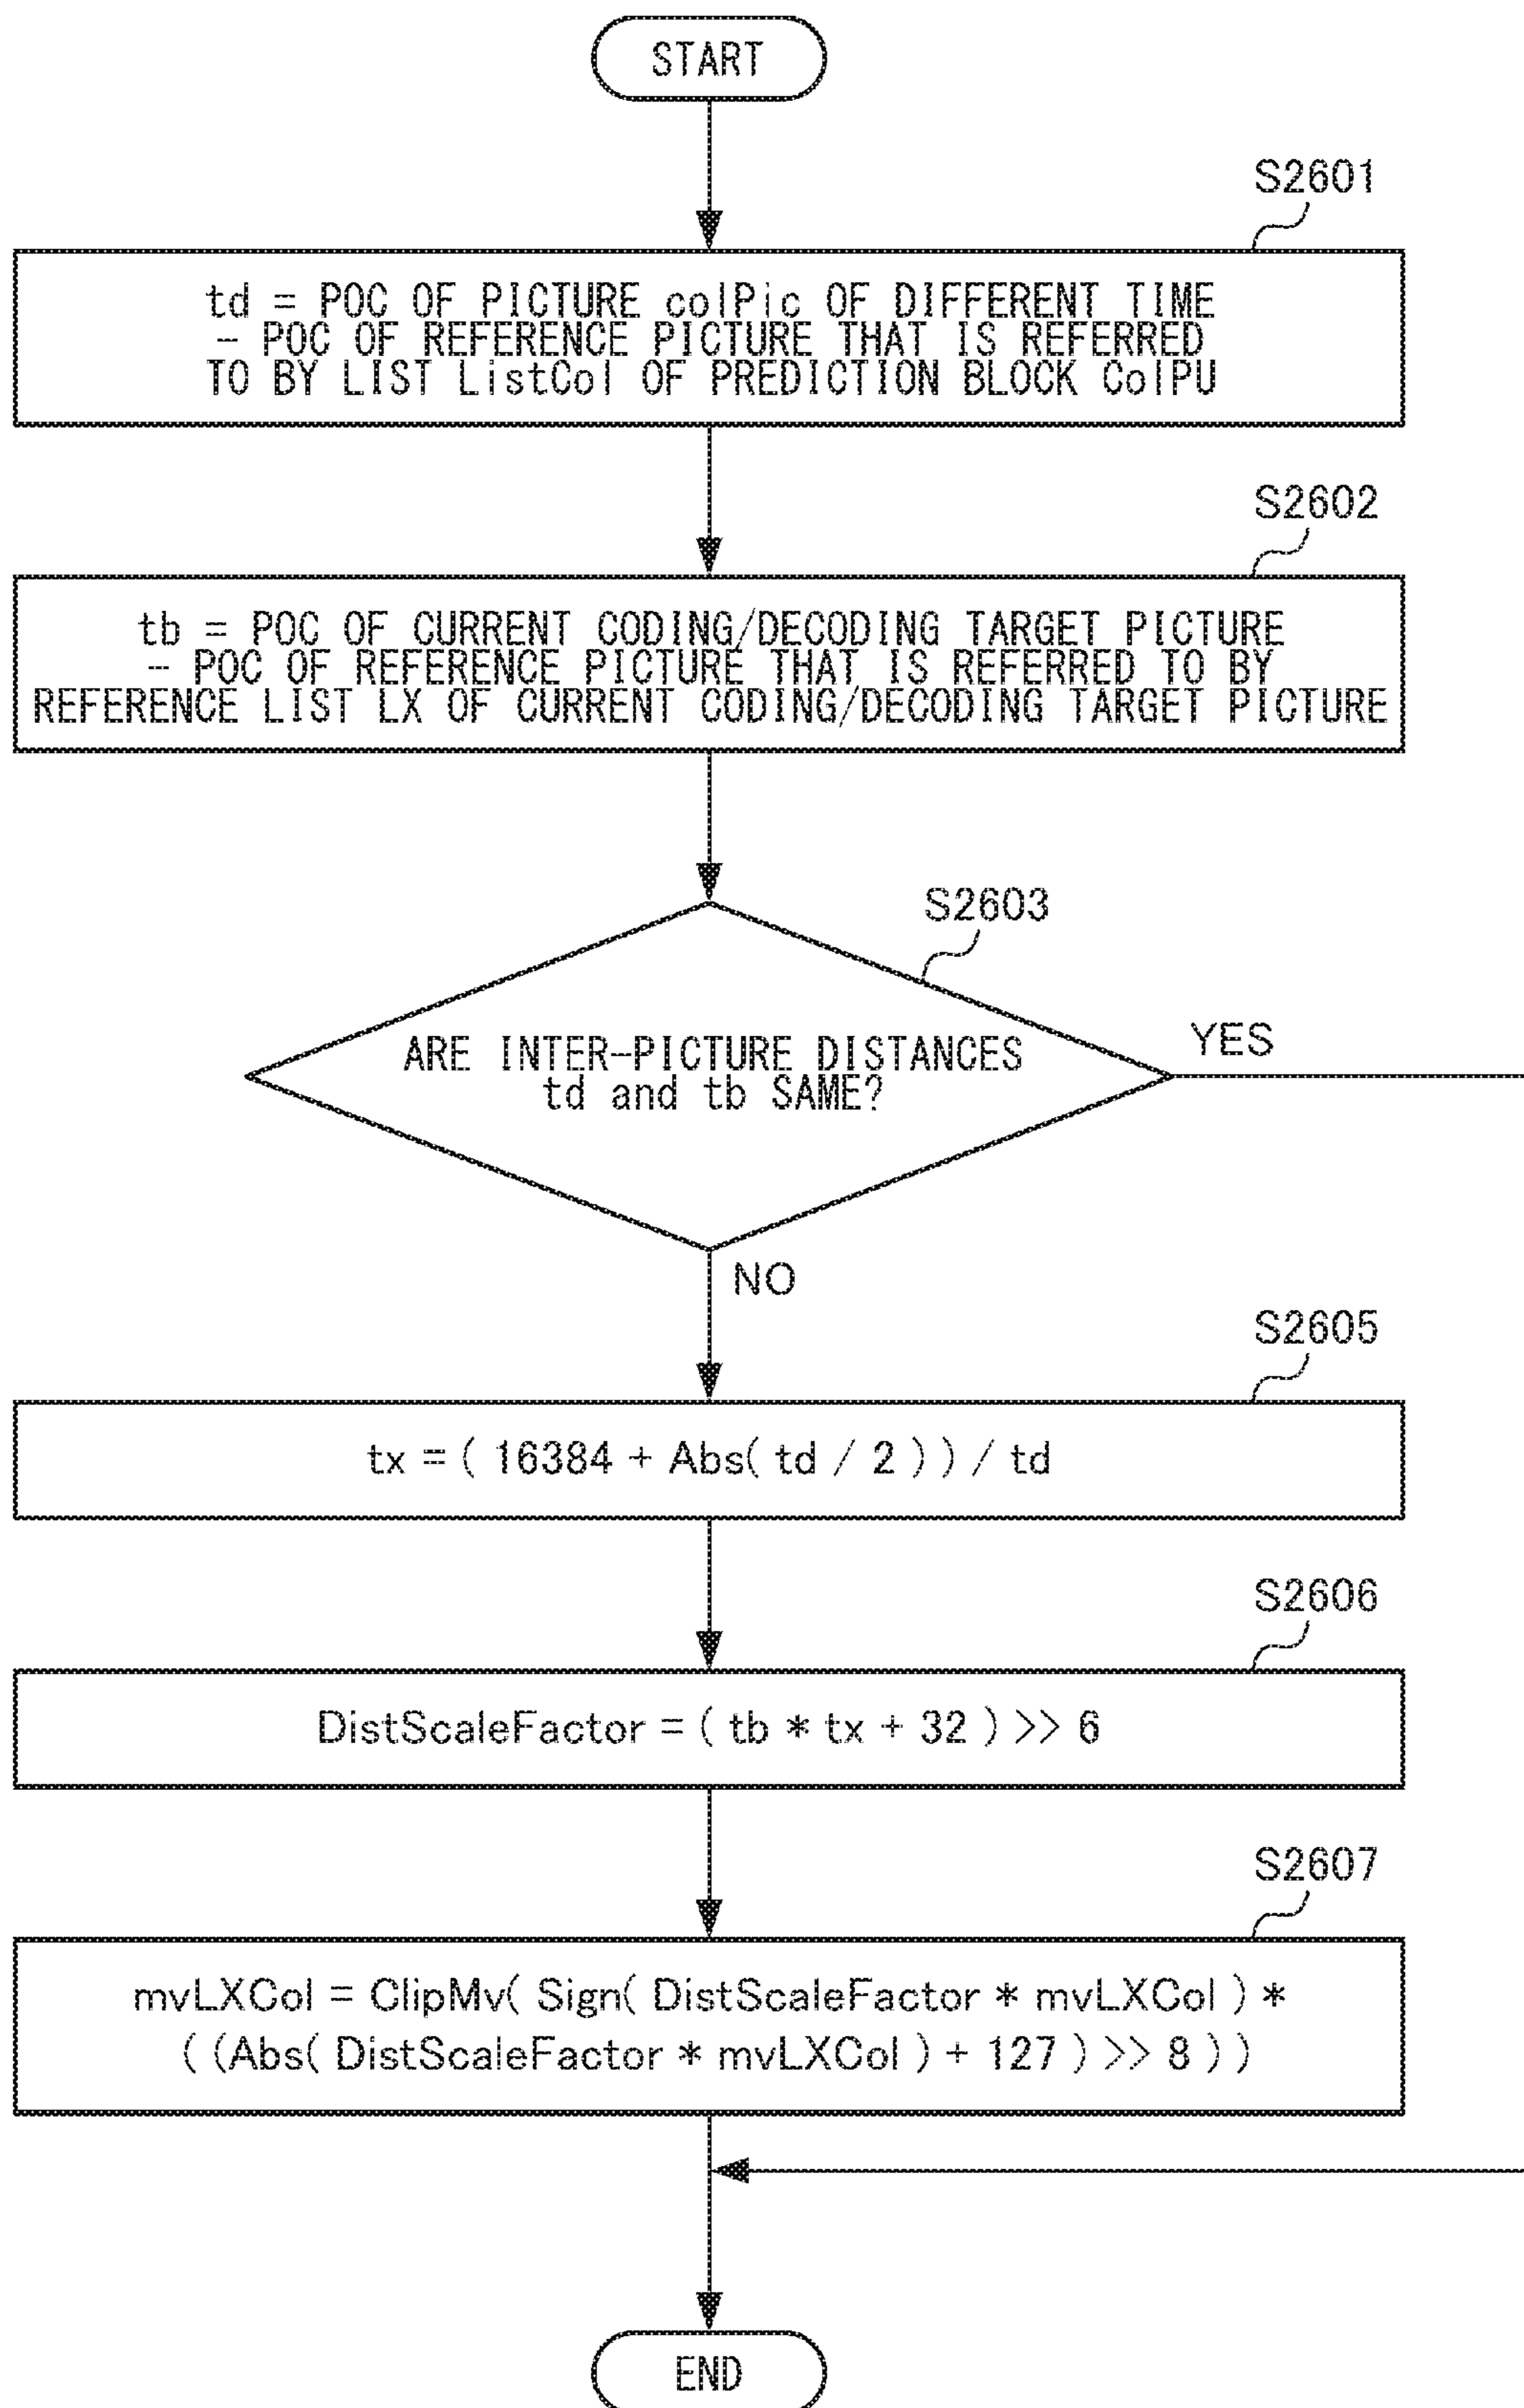 START
S2601
td = POC OF PICTURE colPic OF DIFFERENT TIME
- POC OF REFERENCE PICTURE THAT IS REFERRED
TO BY LIST ListCol OF PREDICTION BLOCK ColPU
S2602
tb = POC OF CURRENT CODING/DECODING TARGET PICTURE
- POC OF REFERENCE PICTURE THAT IS REFERRED TO BY
REFERENCE LIST LX OF CURRENT CODING/DECODING TARGET PICTURE
S2603
ARE INTER-PICTURE DISTANCES
td and tb SAME?
YES
NO
S2605
tx = ( 16384 + Abs( td / 2 ) ) / td
S2606
DistScaleFactor = ( tb * tx + 32 ) >> 6
S2607
mvLXCol = ClipMv( Sign( DistScaleFactor * mvLXCol ) *
( (Abs( DistScaleFactor * mvLXCol ) + 127 ) >> 8 ) )
END